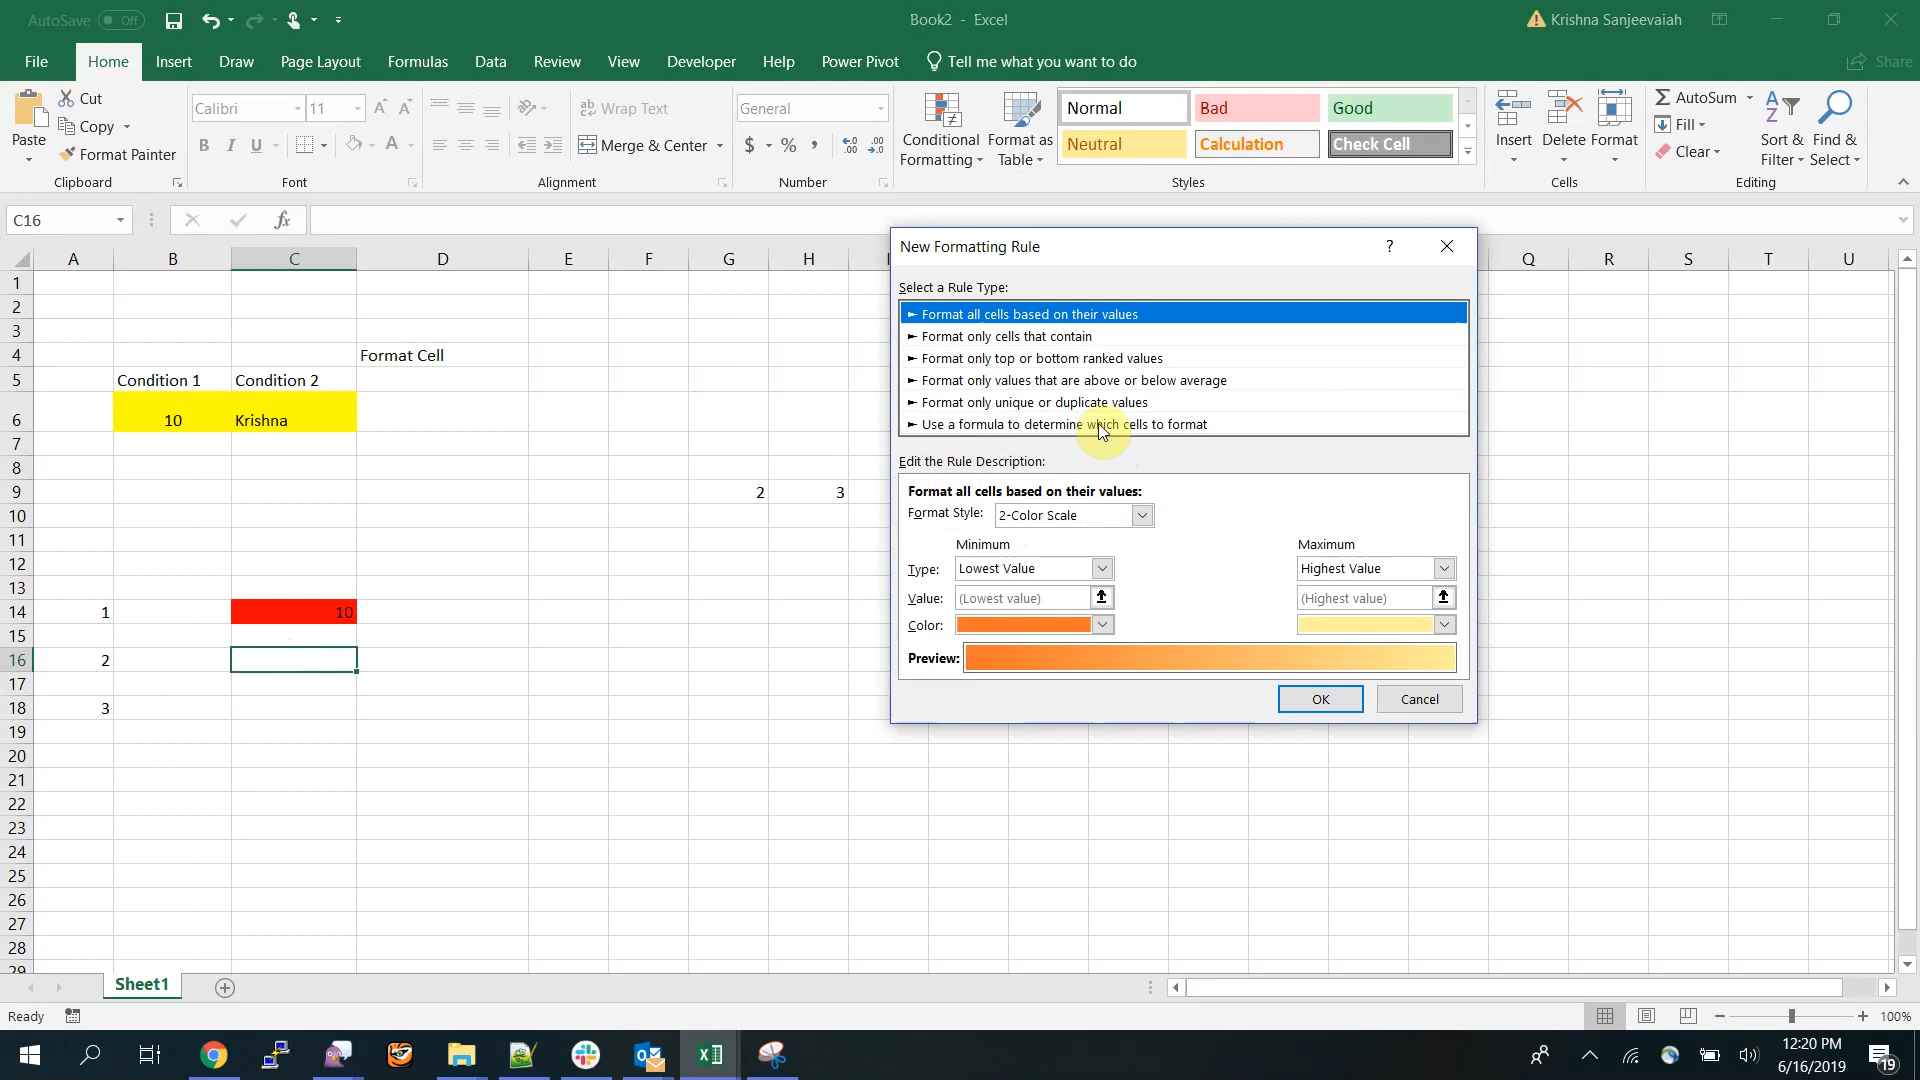 AutoSave Off
Book2 - Excel
Krishna Sanjeevaiah
File Home Insert Draw Page Layout Formulas Data Review View Developer Help Power Pivot Tell me what you want to do Share
Paste
Cut
Copy
Format Painter
Clipboard
Calibri 11
B I U
Font
Wrap Text
Merge & Center
Alignment
General
$ % ,
Number
Conditional Formatting
Format as Table
Normal Bad Good
Neutral Calculation Check Cell
Styles
Insert Delete Format
Cells
AutoSum
Fill
Clear
Sort & Filter
Find & Select
Editing
C16
fx
A B C D E F G H I Q R S T U
1
2
3
4 Format Cell
5 Condition 1 Condition 2
6 10 Krishna
7
8
9 2 3
10
11
12
13
14 1 10
15
16 2
17
18 3
19
20
21
22
23
24
25
26
27
28
29
New Formatting Rule ?
Select a Rule Type:
► Format all cells based on their values
► Format only cells that contain
► Format only top or bottom ranked values
► Format only values that are above or below average
► Format only unique or duplicate values
► Use a formula to determine which cells to format
Edit the Rule Description:
Format all cells based on their values:
Format Style: 2-Color Scale
Minimum Maximum
Type: Lowest Value Highest Value
Value: (Lowest value) (Highest value)
Color:
Preview:
OK Cancel
Sheet1
Ready
100%
12:20 PM
6/16/2019
19